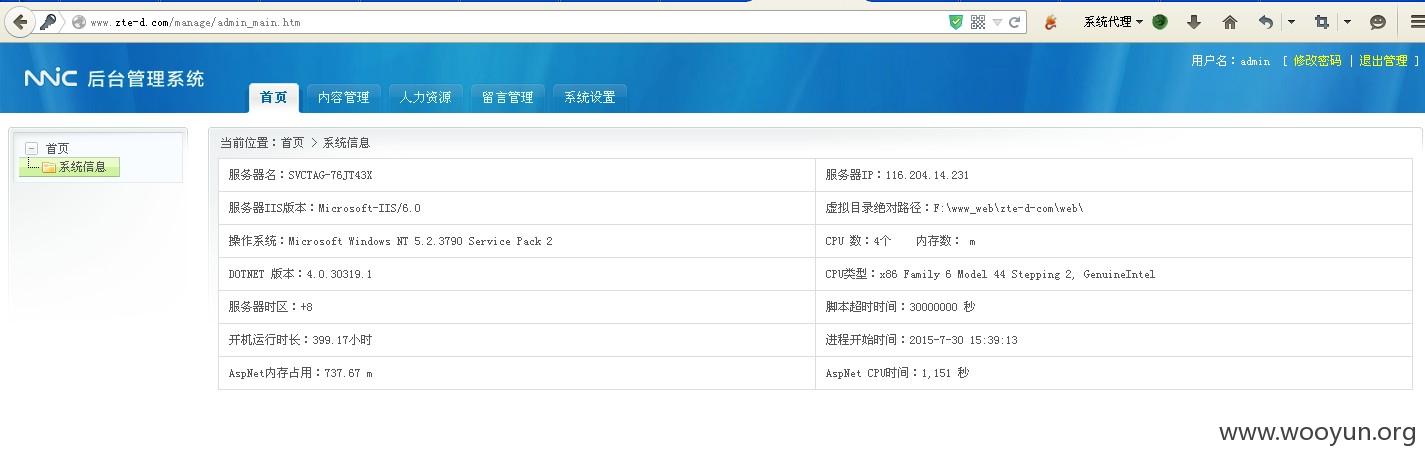 www.zte-d.com/manage/admin_main.htm 系统代理
NNIC 后台管理系统
用户名：admin [ 修改密码 | 退出管理 ]
首页 内容管理 人力资源 留言管理 系统设置
首页
系统信息
当前位置：首页 > 系统信息
服务器名：SVCTAG-76JT43X 服务器IP：116.204.14.231
服务器IIS版本：Microsoft-IIS/6.0 虚拟目录绝对路径：F:\www_web\zte-d-com\web\
操作系统：Microsoft Windows NT 5.2.3790 Service Pack 2 CPU 数：4个 内存数： m
DOTNET 版本：4.0.30319.1 CPU类型：x86 Family 6 Model 44 Stepping 2, GenuineIntel
服务器时区：+8 脚本超时时间：30000000 秒
开机运行时长：399.17小时 进程开始时间：2015-7-30 15:39:13
AspNet内存占用：737.67 m AspNet CPU时间：1,151 秒
www.wooyun.org